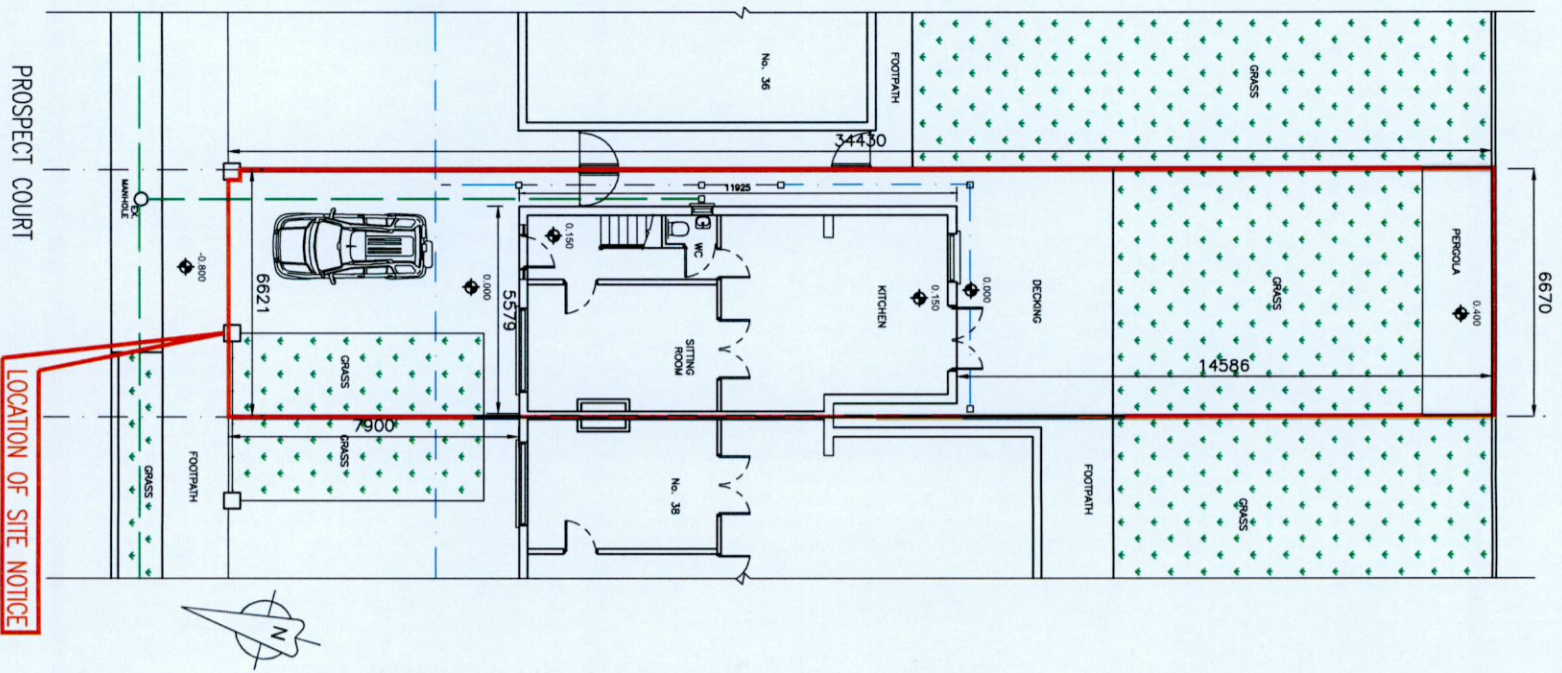 PROSPECT COURT
EX.
MANHOLE
-0.800
FOOTPATH
GRASS
LOCATION OF SITE NOTICE
6621
7900
GRASS
GRASS
0.000
5579
0.150
WC
SITTING
ROOM
No. 36
No. 38
34430
11925
FOOTPATH
KITCHEN
0.150
0.000
DECKING
FOOTPATH
14586
GRASS
GRASS
GRASS
PERGOLA
0.400
6670
N